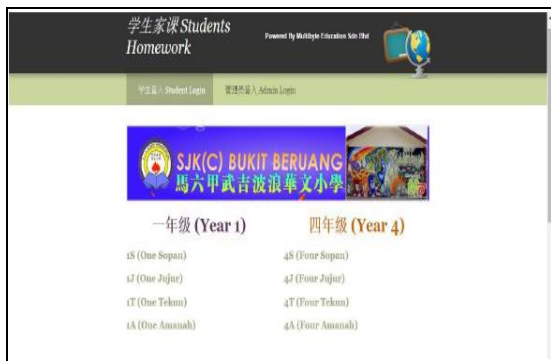 学生家课 Students
Homework
Powered By Multibyte Education Sdn Bhd
学生登入 Student Login
管理员登入 Admin Login
SJK(C) BUKIT BERUANG
馬六甲武吉波浪華文小學
一年级 (Year 1)
四年级 (Year 4)
1S (One Sopan)
4S (Four Sopan)
1J (One Jujur)
4J (Four Jujur)
1T (One Tekun)
4T (Four Tekun)
1A (One Amanah)
4A (Four Amanah)